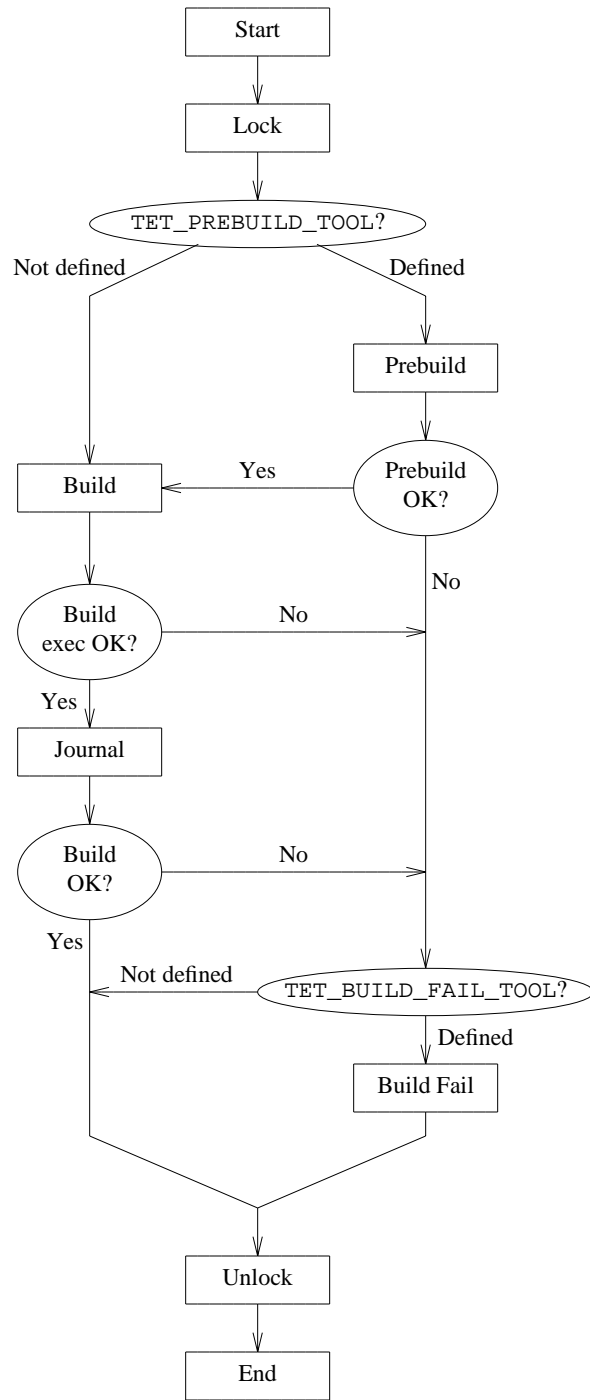 Start
Lock
TET_PREBUILD_TOOL?
Not defined
Defined
Prebuild
Yes
Prebuild
OK?
Build
No
Build
exec OK?
No
Yes
Journal
Build
OK?
No
Yes
Not defined
TET_BUILD_FAIL_TOOL?
Defined
Build Fail
Unlock
End